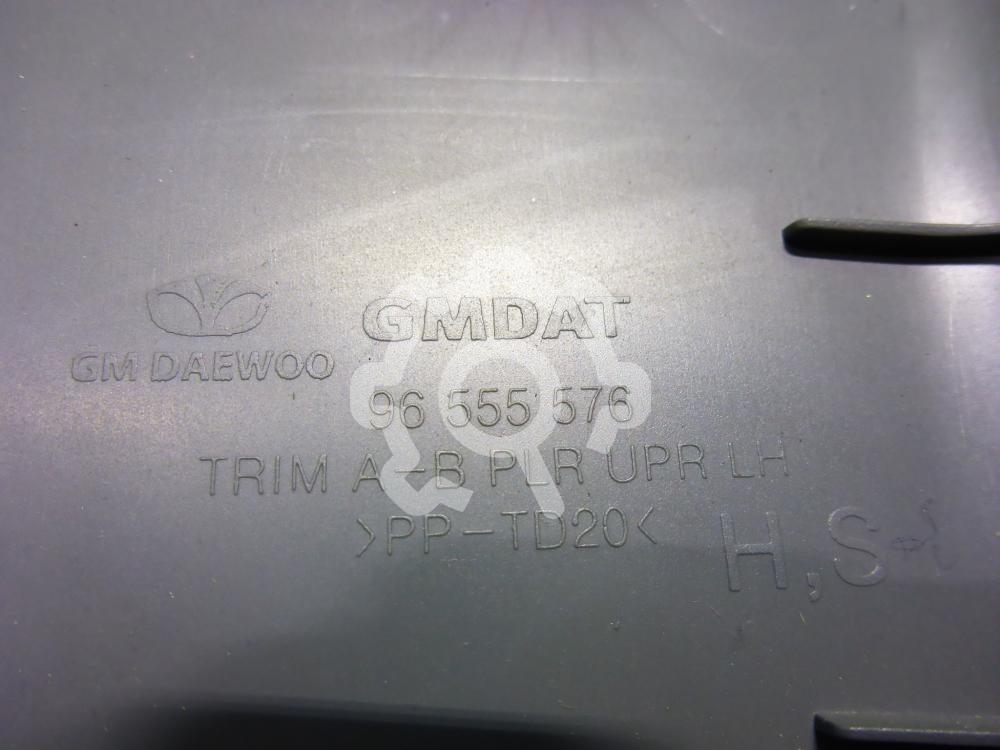 GM DAEWOO
GMDAT
96 555 576
TRIM A-B PLR UPR LH
>PP-TD20<
H,S